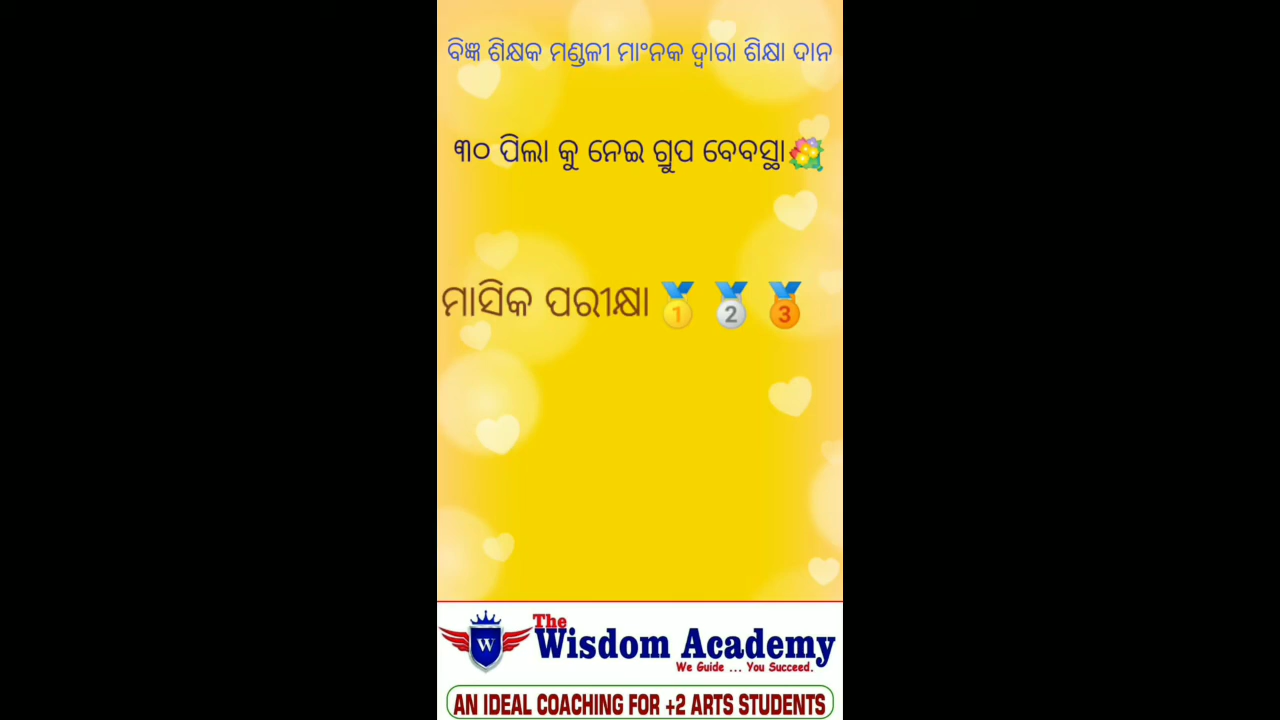 ବିଜ୍ଞ ଶିକ୍ଷକ ମଣ୍ଡଳୀ ମାଂନକ ଦ୍ୱାରା ଶିକ୍ଷା ଦାନ
୩୦ ପିଲା କୁ ନେଇ ଗ୍ରୁପ ବେବସ୍ଥା💐
ମାସିକ ପରୀକ୍ଷା🥇🥈🥉
W
The
Wisdom Academy
We Guide ... You Succeed.
AN IDEAL COACHING FOR +2 ARTS STUDENTS